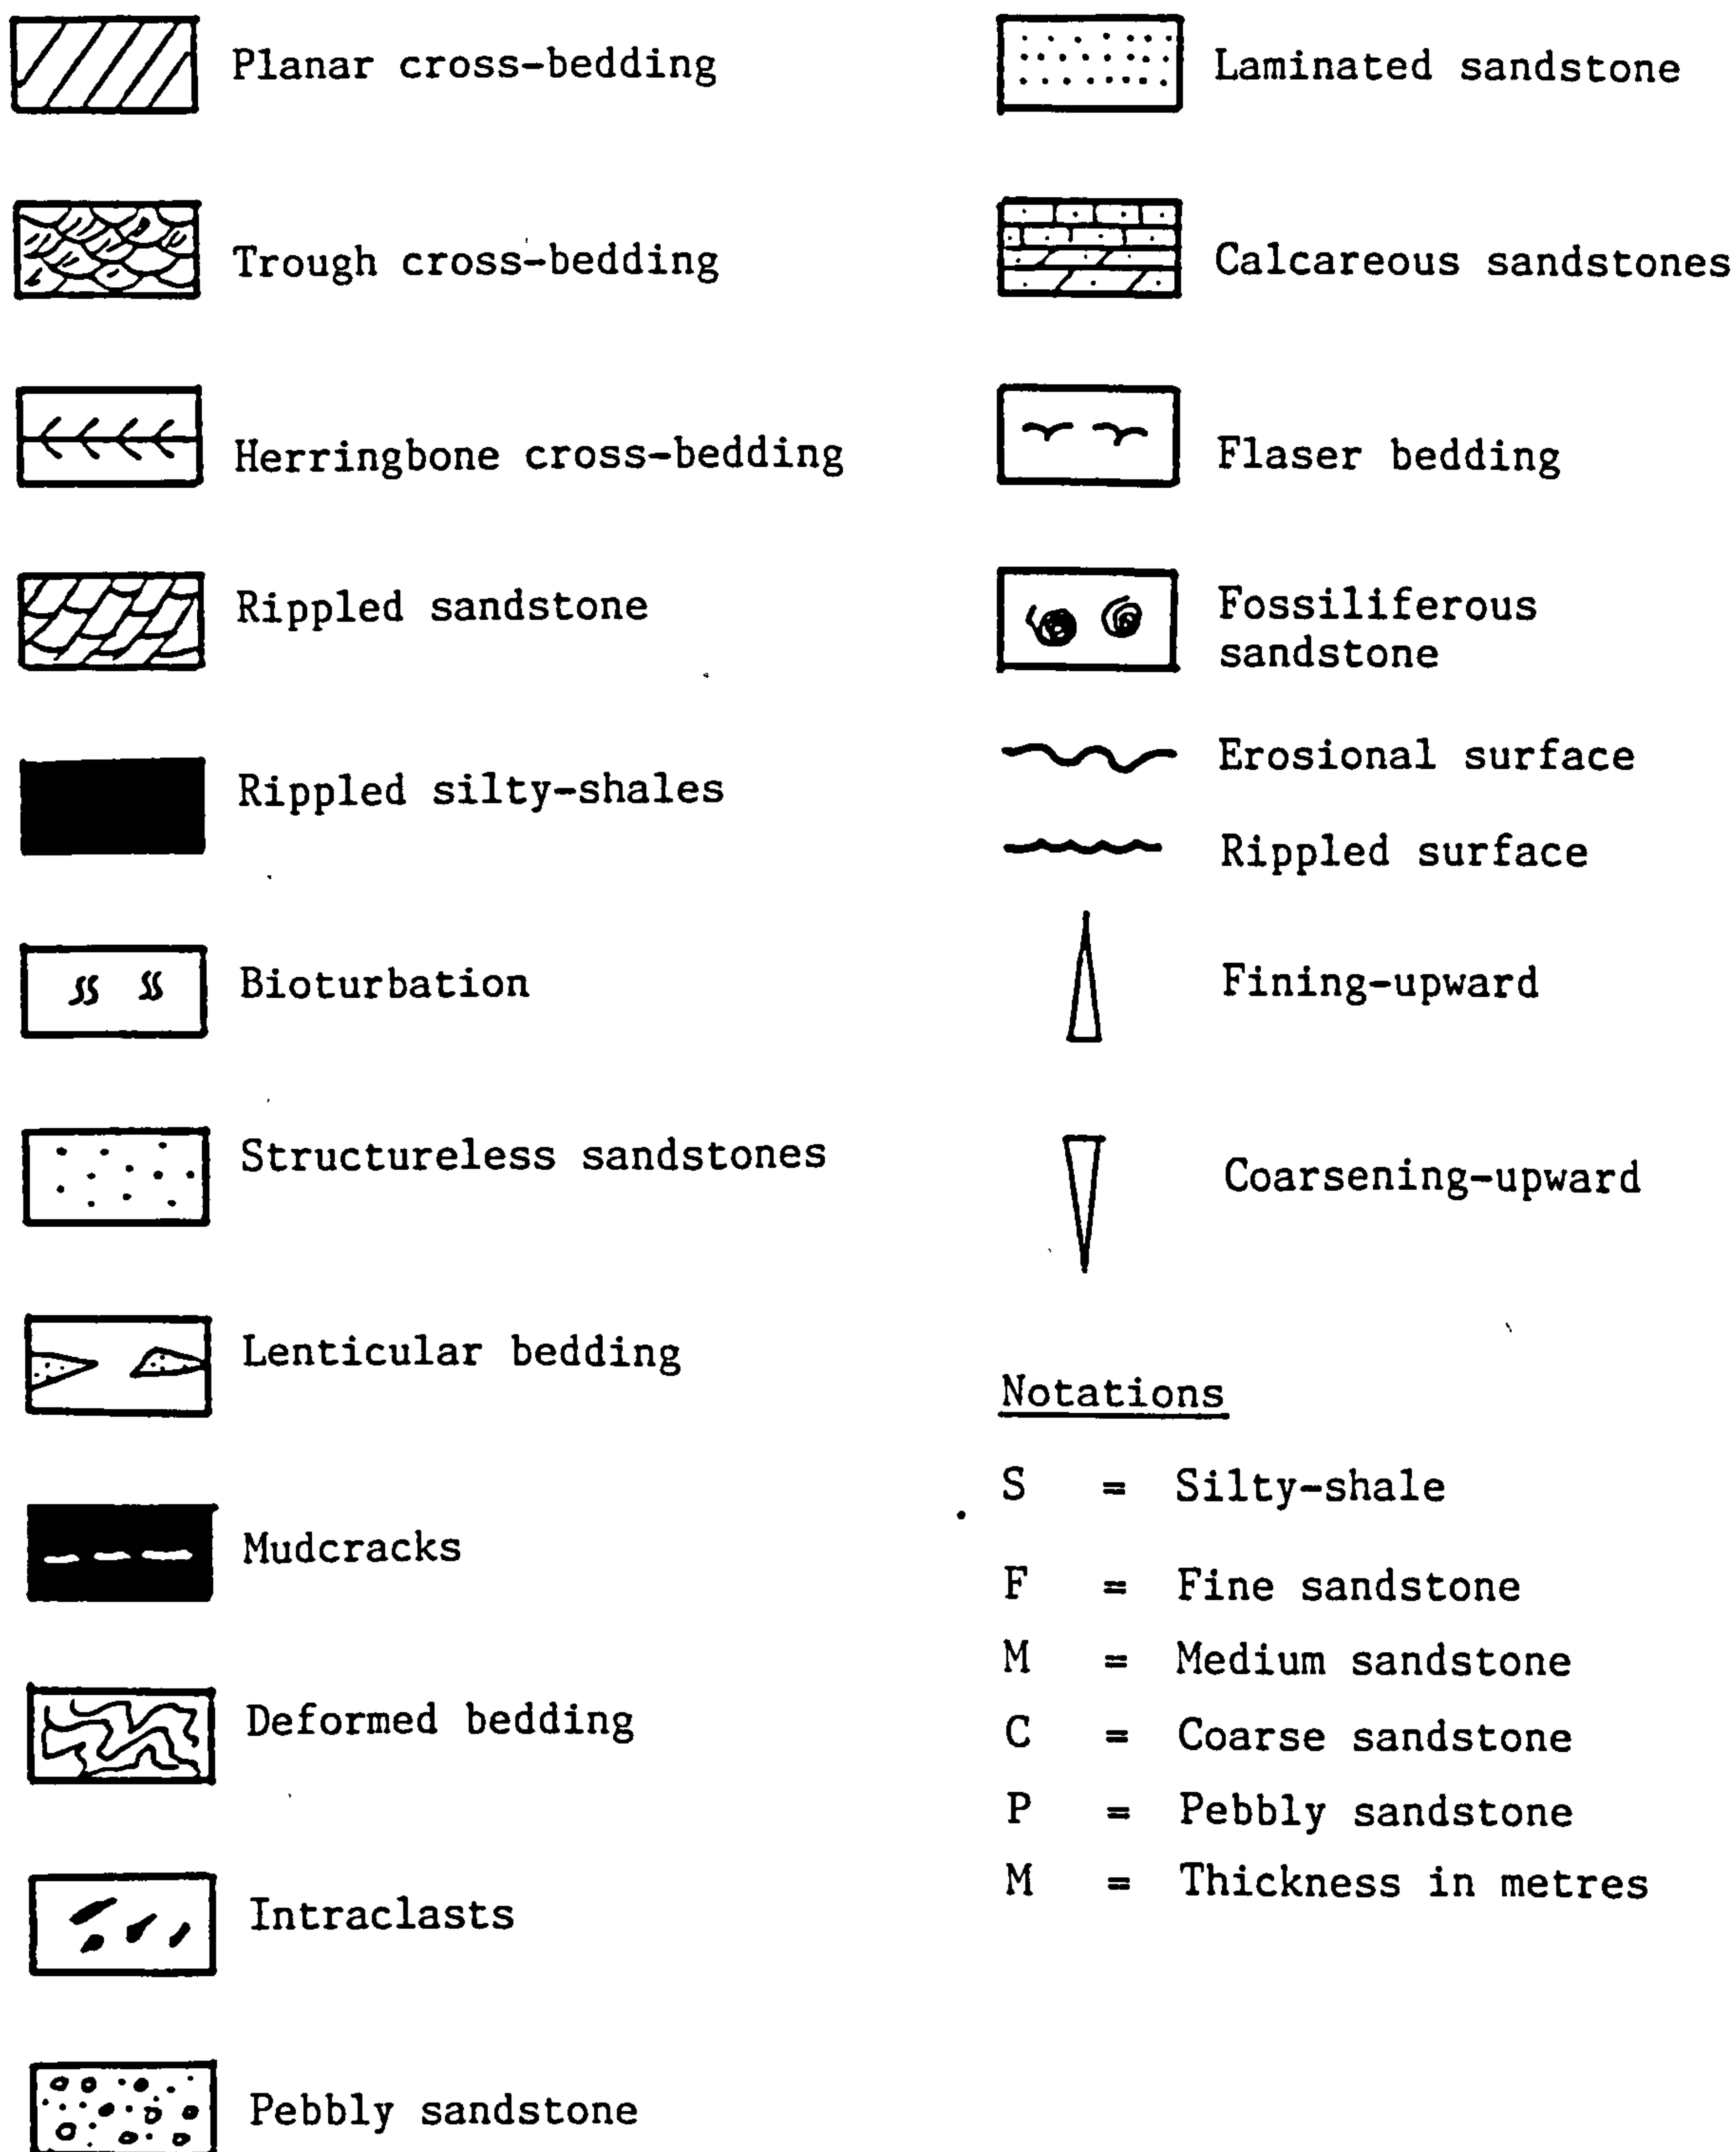 Planar cross-bedding
Trough cross-bedding
Herringbone cross-bedding
Rippled sandstone
Rippled silty-shales
Bioturbation
Structureless sandstones
Lenticular bedding
Mudcracks
Deformed bedding
Intraclasts
Pebbly sandstone
Laminated sandstone
Calcareous sandstones
Flaser bedding
Fossiliferous
sandstone
Erosional surface
Rippled surface
Fining-upward
Coarsening-upward
Notations
S = Silty-shale
F = Fine sandstone
M = Medium sandstone
C = Coarse sandstone
P = Pebbly sandstone
M = Thickness in metres